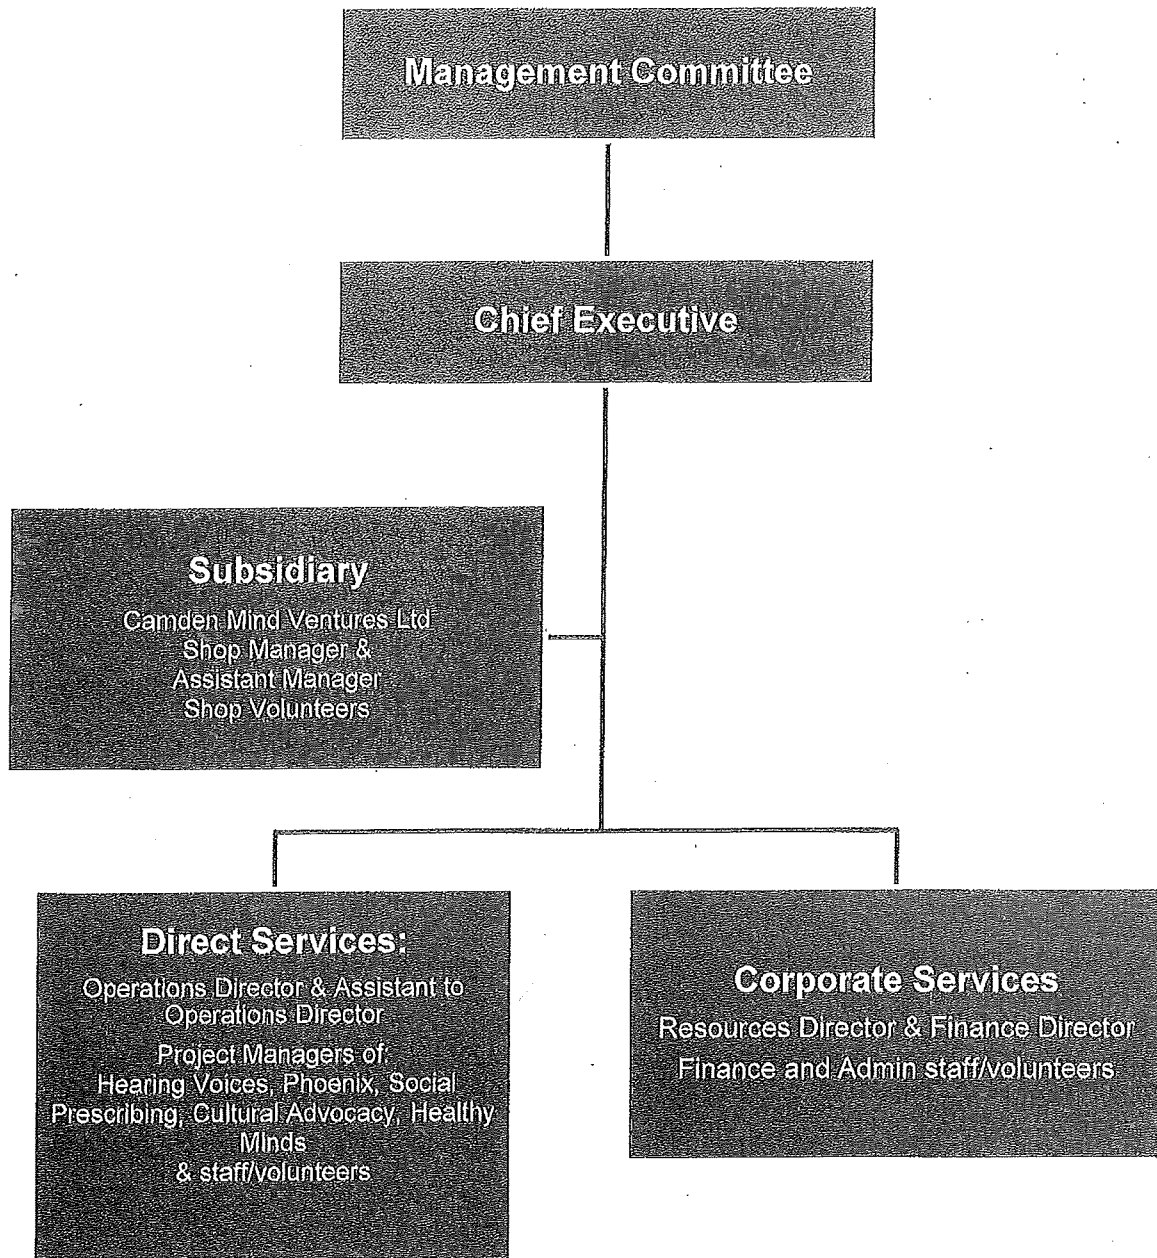 Management Committee
Chief Executive
Subsidiary
Camden Mind Ventures Ltd
Shop Manager &
Assistant Manager
Shop Volunteers
Direct Services:
Operations Director & Assistant to
Operations Director
Project Managers of:
Hearing Voices, Phoenix, Social
Prescribing, Cultural Advocacy, Healthy
Minds
& staff/volunteers
Corporate Services
Resources Director & Finance Director
Finance and Admin staff/volunteers